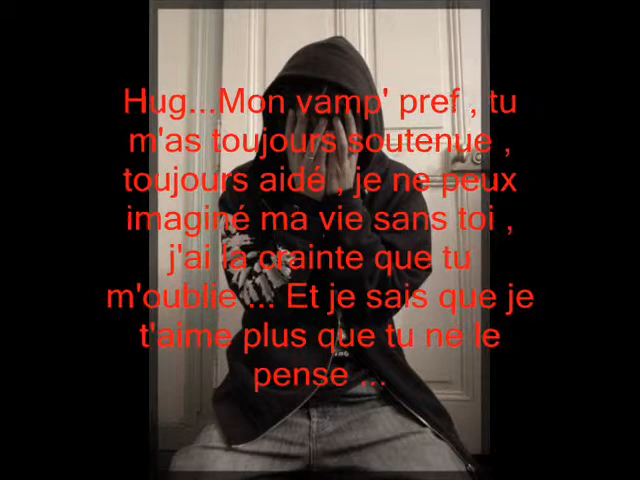 Hug...Mon vamp' pref , tu
m'as toujours soutenue ,
toujours aidé , je ne peux
imaginé ma vie sans toi ,
j'ai la crainte que tu
m'oublie ... Et je sais que je
t'aime plus que tu ne le
pense ...